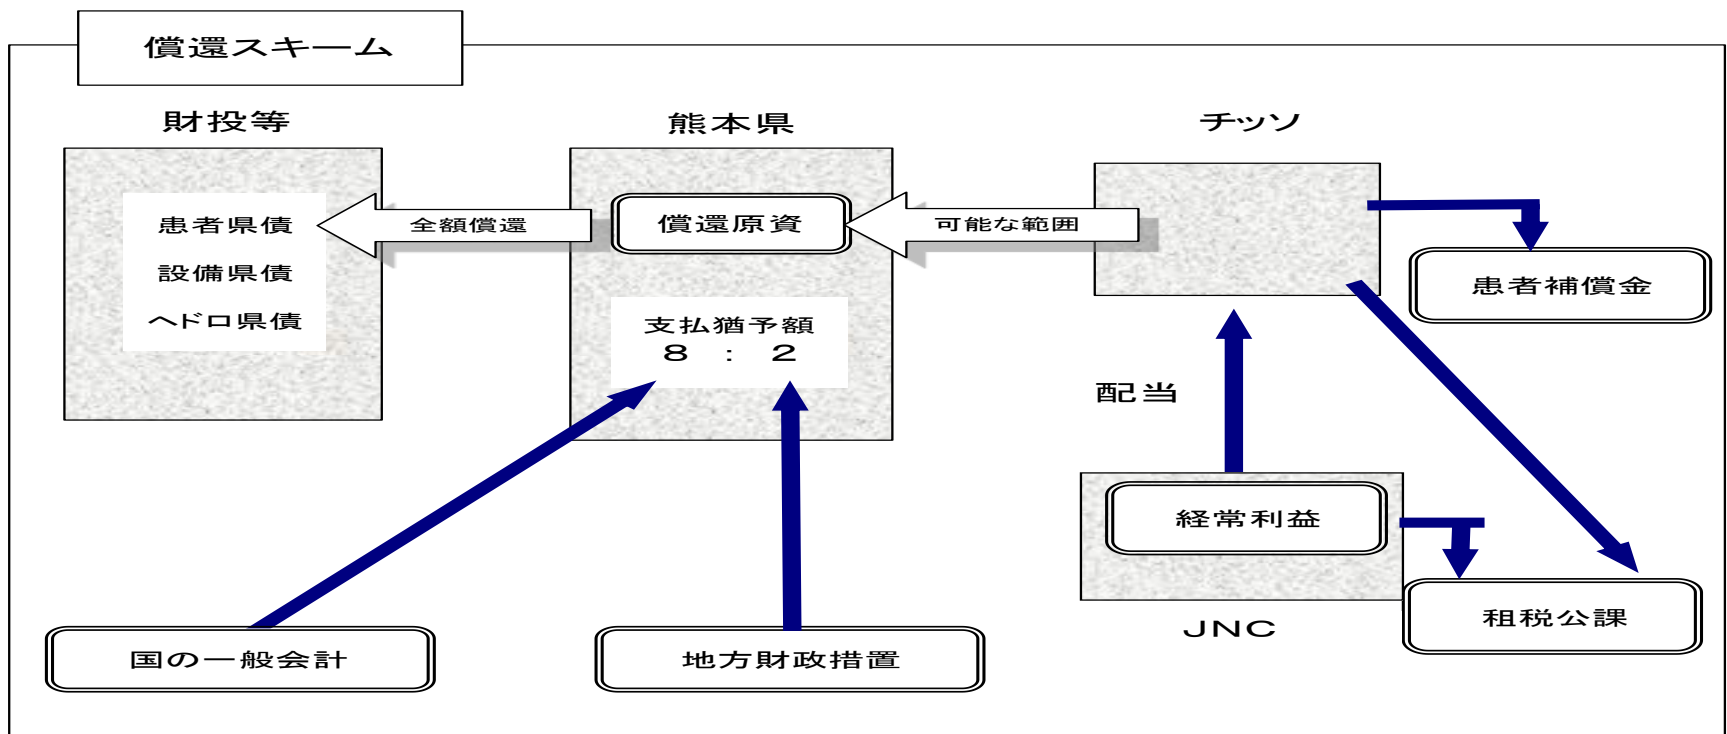 償還スキーム
財投等
熊本県
チッソ
患者県債
設備県債
ヘドロ県債
全額償還
償還原資
可能な範囲
患者補償金
支払猶予額
8 : 2
配当
経常利益
JNC
租税公課
国の一般会計
地方財政措置